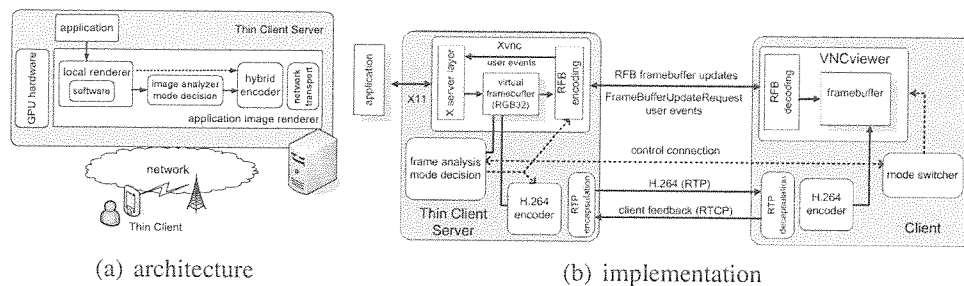 application
Thin Client Server
GPU hardware
local renderer
software
image analyzer
mode decision
hybrid
encoder
network
transport
application image renderer
network
Thin Client
(a) architecture
application
X11
Xvnc
user events
X server layer
virtual
framebuffer
(RGB32)
RFB
encoding
frame analysis
mode decision
H.264
encoder
RTP
encapsulation
Thin Client
Server
RFB framebuffer updates
FrameBufferUpdateRequest
user events
control connection
H.264 (RTP)
client feedback (RTCP)
VNCviewer
RFB
decoding
framebuffer
mode switcher
RTP
decapsulation
H.264
encoder
Client
(b) implementation